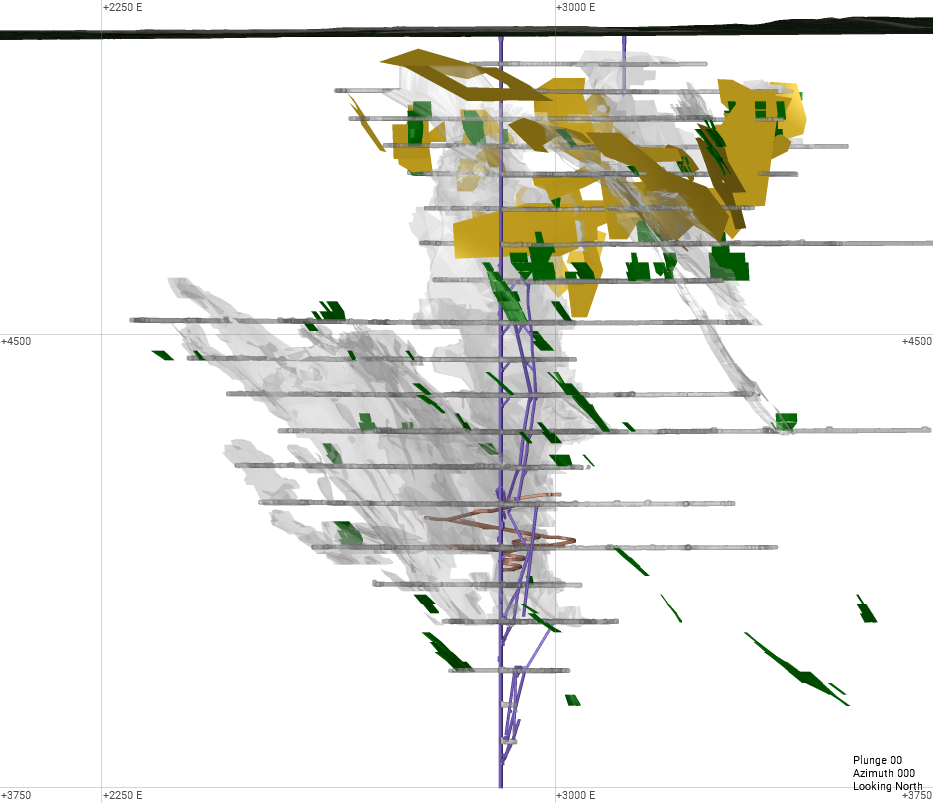 +2250 E
+3000 E
+4500
+4500
Plunge 00
Azimuth 000
Looking North
+3750
+2250 E
+3000 E
+3750